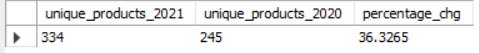 unique_products_2021 unique_products_2020 percentage_chg
334 245 36.3265